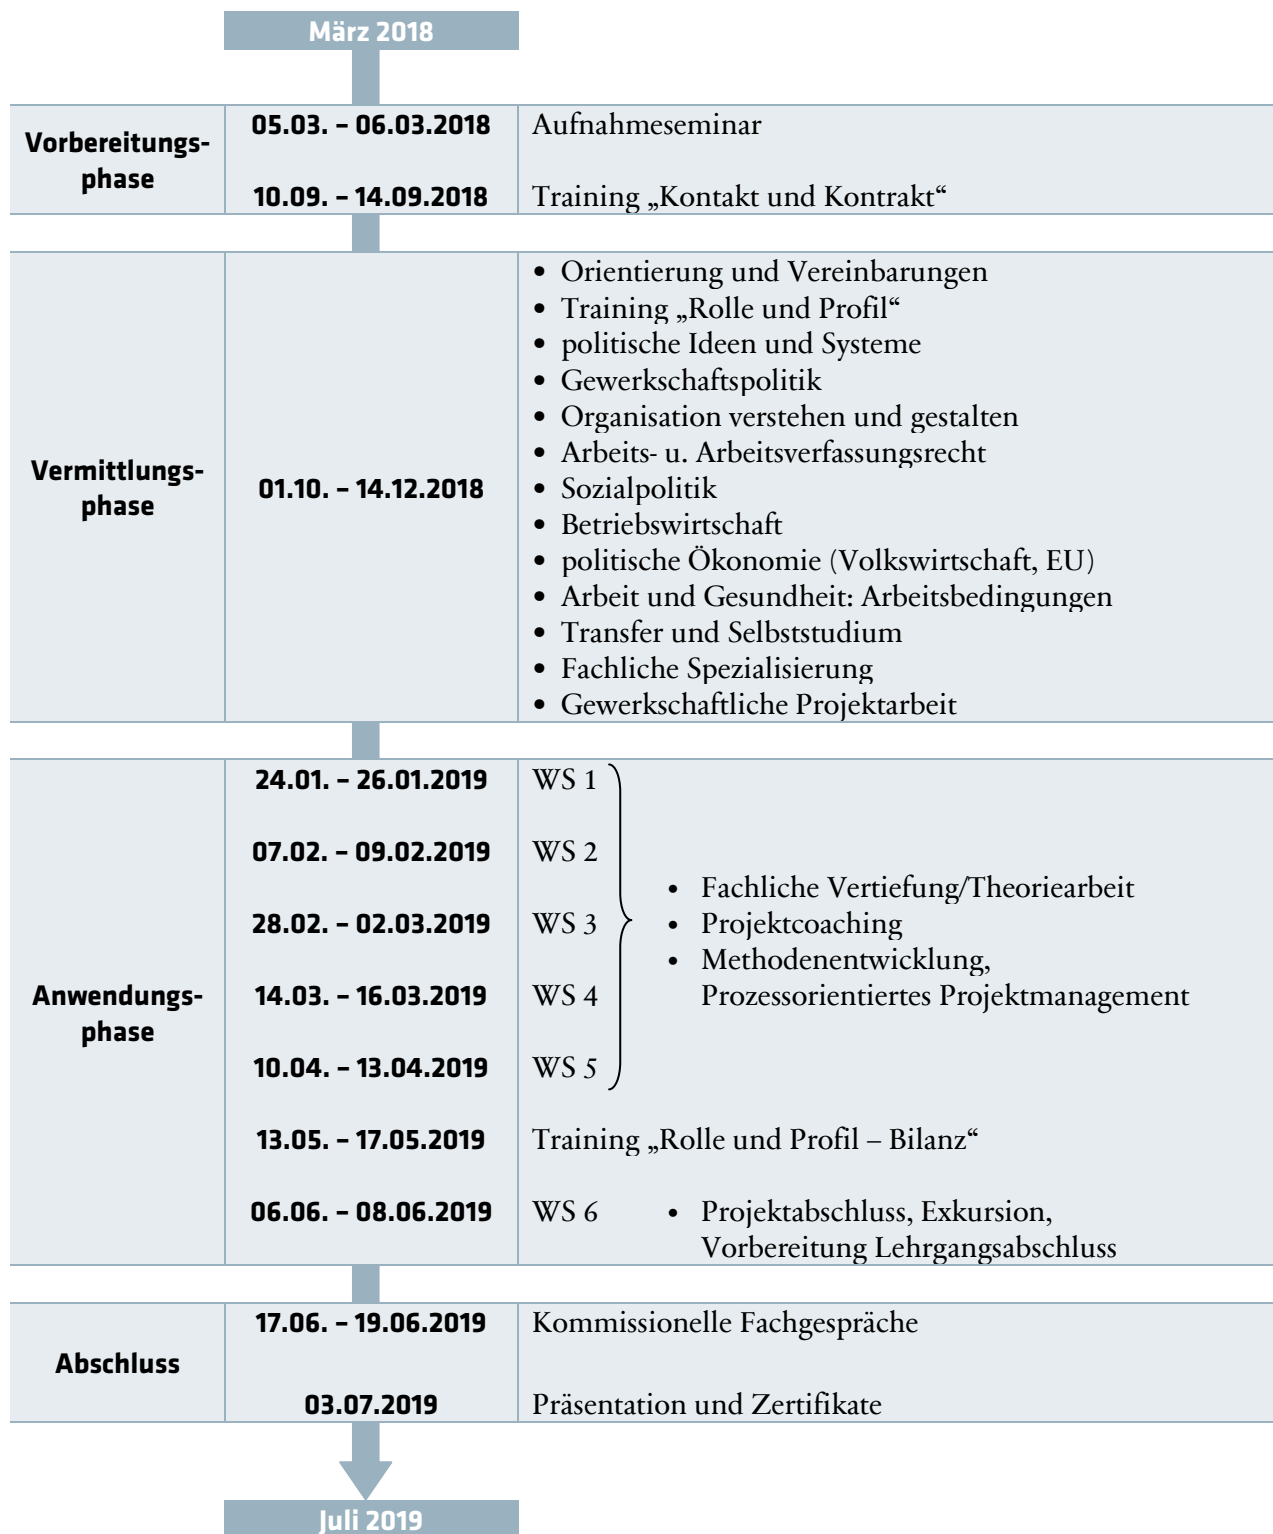 März 2018
Vorbereitungs-
phase
05.03. – 06.03.2018 Aufnahmeseminar
10.09. – 14.09.2018 Training „Kontakt und Kontrakt“
Vermittlungs-
phase
01.10. – 14.12.2018
• Orientierung und Vereinbarungen
• Training „Rolle und Profil“
• politische Ideen und Systeme
• Gewerkschaftspolitik
• Organisation verstehen und gestalten
• Arbeits- u. Arbeitsverfassungsrecht
• Sozialpolitik
• Betriebswirtschaft
• politische Ökonomie (Volkswirtschaft, EU)
• Arbeit und Gesundheit: Arbeitsbedingungen
• Transfer und Selbststudium
• Fachliche Spezialisierung
• Gewerkschaftliche Projektarbeit
Anwendungs-
phase
24.01. – 26.01.2019 WS 1
07.02. – 09.02.2019 WS 2
28.02. – 02.03.2019 WS 3
14.03. – 16.03.2019 WS 4
10.04. – 13.04.2019 WS 5
• Fachliche Vertiefung/Theoriearbeit
• Projektcoaching
• Methodenentwicklung,
Prozessorientiertes Projektmanagement
13.05. – 17.05.2019 Training „Rolle und Profil – Bilanz“
06.06. – 08.06.2019 WS 6 • Projektabschluss, Exkursion,
Vorbereitung Lehrgangsabschluss
Abschluss
17.06. – 19.06.2019 Kommissionelle Fachgespräche
03.07.2019 Präsentation und Zertifikate
Juli 2019